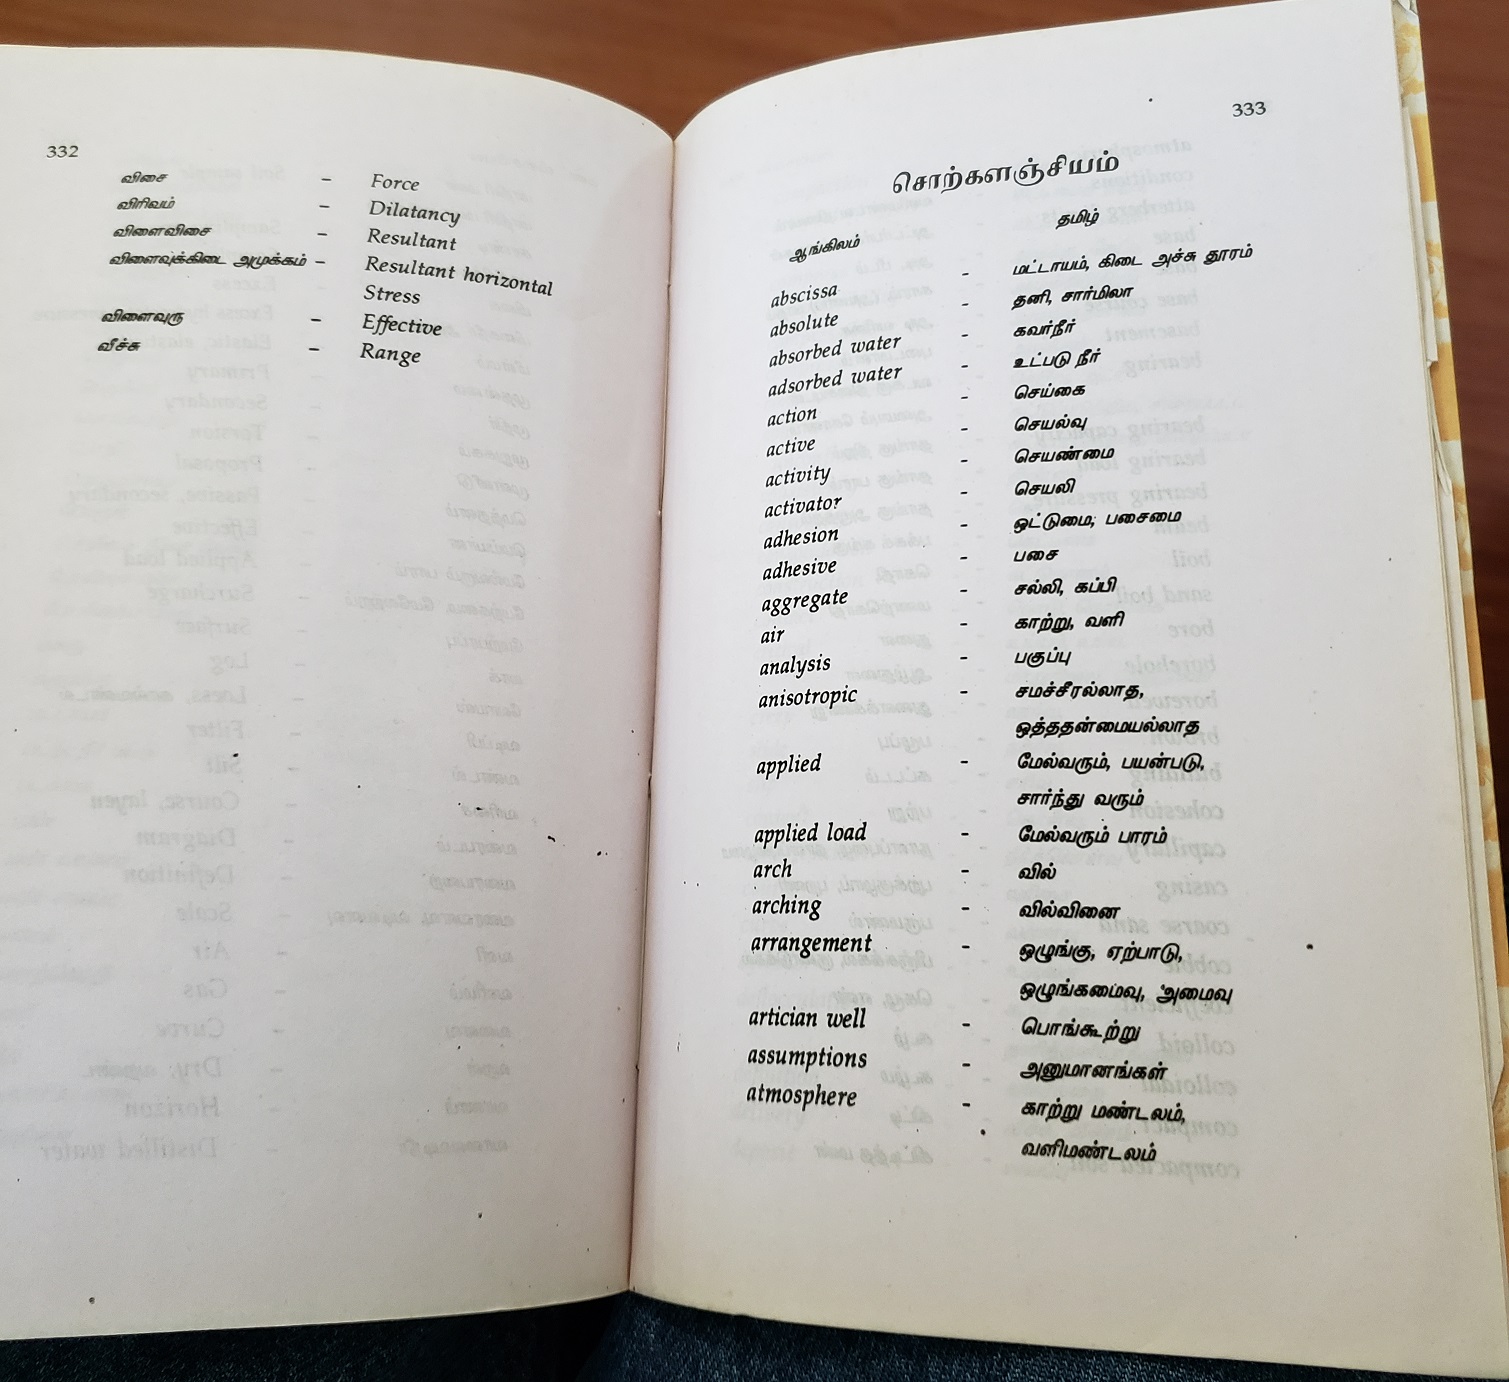 332
விசை – Force
விரிவம் – Dilatancy
விளைவிசை – Resultant
விளைவுக்கிடை அமுக்கம் – Resultant horizontal
Stress
விளைவுரு – Effective
வீச்சு – Range
333
சொற்களஞ்சியம்
ஆங்கிலம் தமிழ்
abscissa - மட்டாயம், கிடை அச்சு தூரம்
absolute - தனி, சார்மிலா
absorbed water - கவர்நீர்
adsorbed water - உட்படு நீர்
action - செய்கை
active - செயல்வு
activity - செயண்மை
activator - செயலி
adhesion - ஒட்டுமை, பசைமை
adhesive - பசை
aggregate - சல்லி, கப்பி
air - காற்று, வளி
analysis - பகுப்பு
anisotropic - சமச்சீரல்லாத,
ஒத்ததன்மையல்லாத
applied - மேல்வரும், பயன்படு,
சார்ந்து வரும்
applied load - மேல்வரும் பாரம்
arch - வில்
arching - வில்வினை
arrangement - ஒழுங்கு, ஏற்பாடு,
ஒழுங்கமைவு, அமைவு
artician well - பொங்கூற்று
assumptions - அனுமானங்கள்
atmosphere - காற்று மண்டலம்,
வளிமண்டலம்